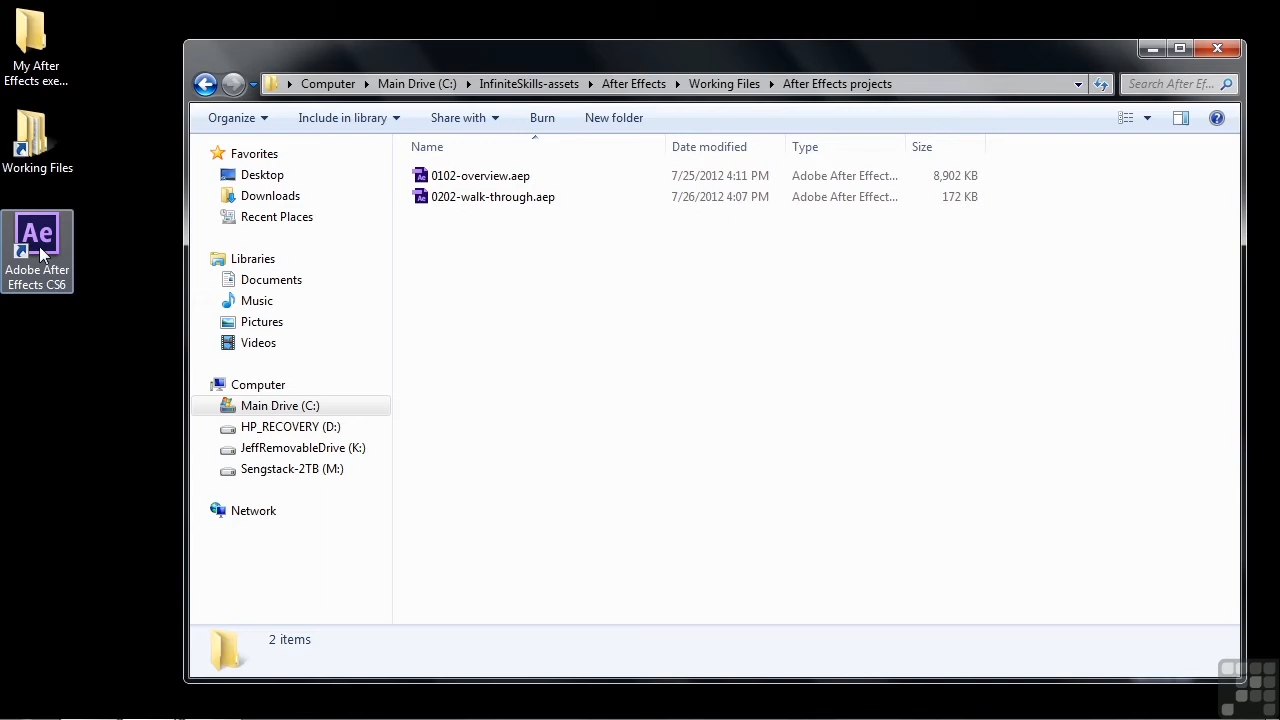 My After
Effects exe...
Working Files
Ae
Adobe After
Effects CS6
Computer Main Drive (C:) InfiniteSkills-assets After Effects Working Files After Effects projects
Search After Ef...
Organize Include in library Share with Burn New folder
Name Date modified Type Size
0102-overview.aep 7/25/2012 4:11 PM Adobe After Effect... 8,902 KB
0202-walk-through.aep 7/26/2012 4:07 PM Adobe After Effect... 172 KB
Favorites
Desktop
Downloads
Recent Places
Libraries
Documents
Music
Pictures
Videos
Computer
Main Drive (C:)
HP_RECOVERY (D:)
JeffRemovableDrive (K:)
Sengstack-2TB (M:)
Network
2 items